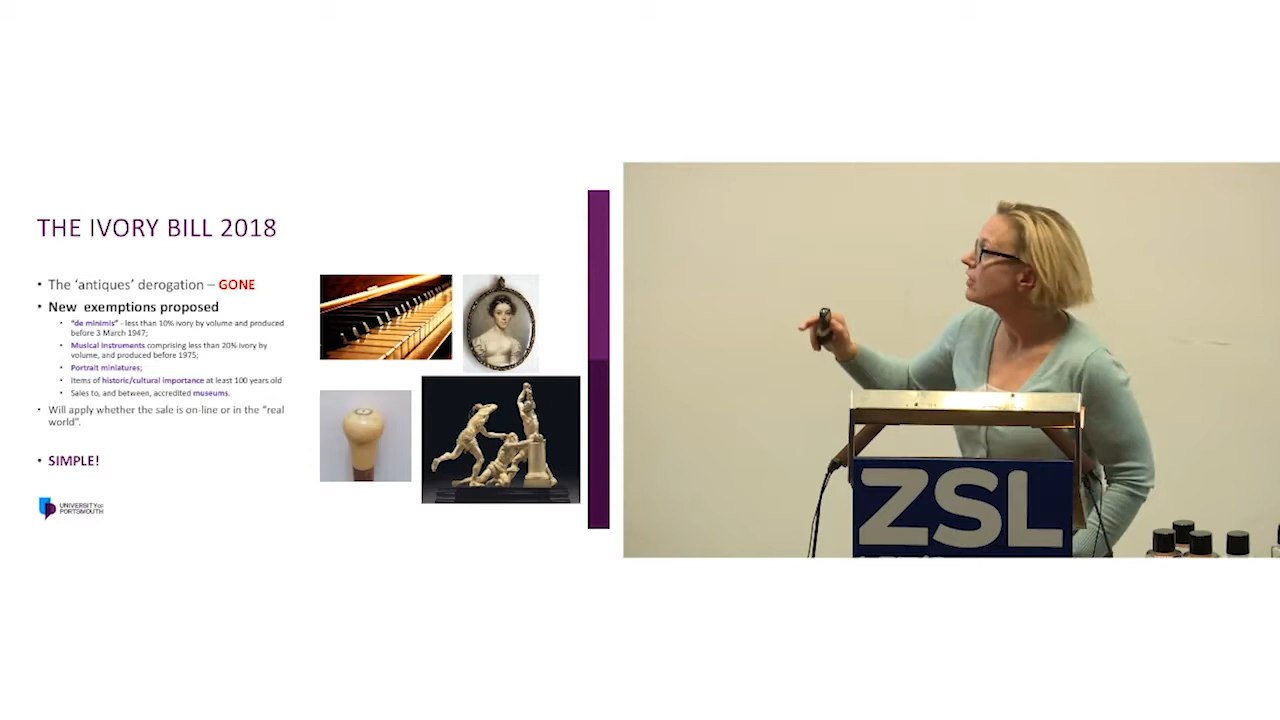 THE IVORY BILL 2018
• The ‘antiques’ derogation – GONE
• New exemptions proposed
• “de minimis” - less than 10% ivory by volume and produced
before 3 March 1947;
• Musical instruments comprising less than 20% ivory by
volume, and produced before 1975;
• Portrait miniatures;
• Items of historic/cultural importance at least 100 years old
• Sales to, and between, accredited museums.
• Will apply whether the sale is on-line or in the “real
world”.
• SIMPLE!
UNIVERSITY OF
PORTSMOUTH
ZSL